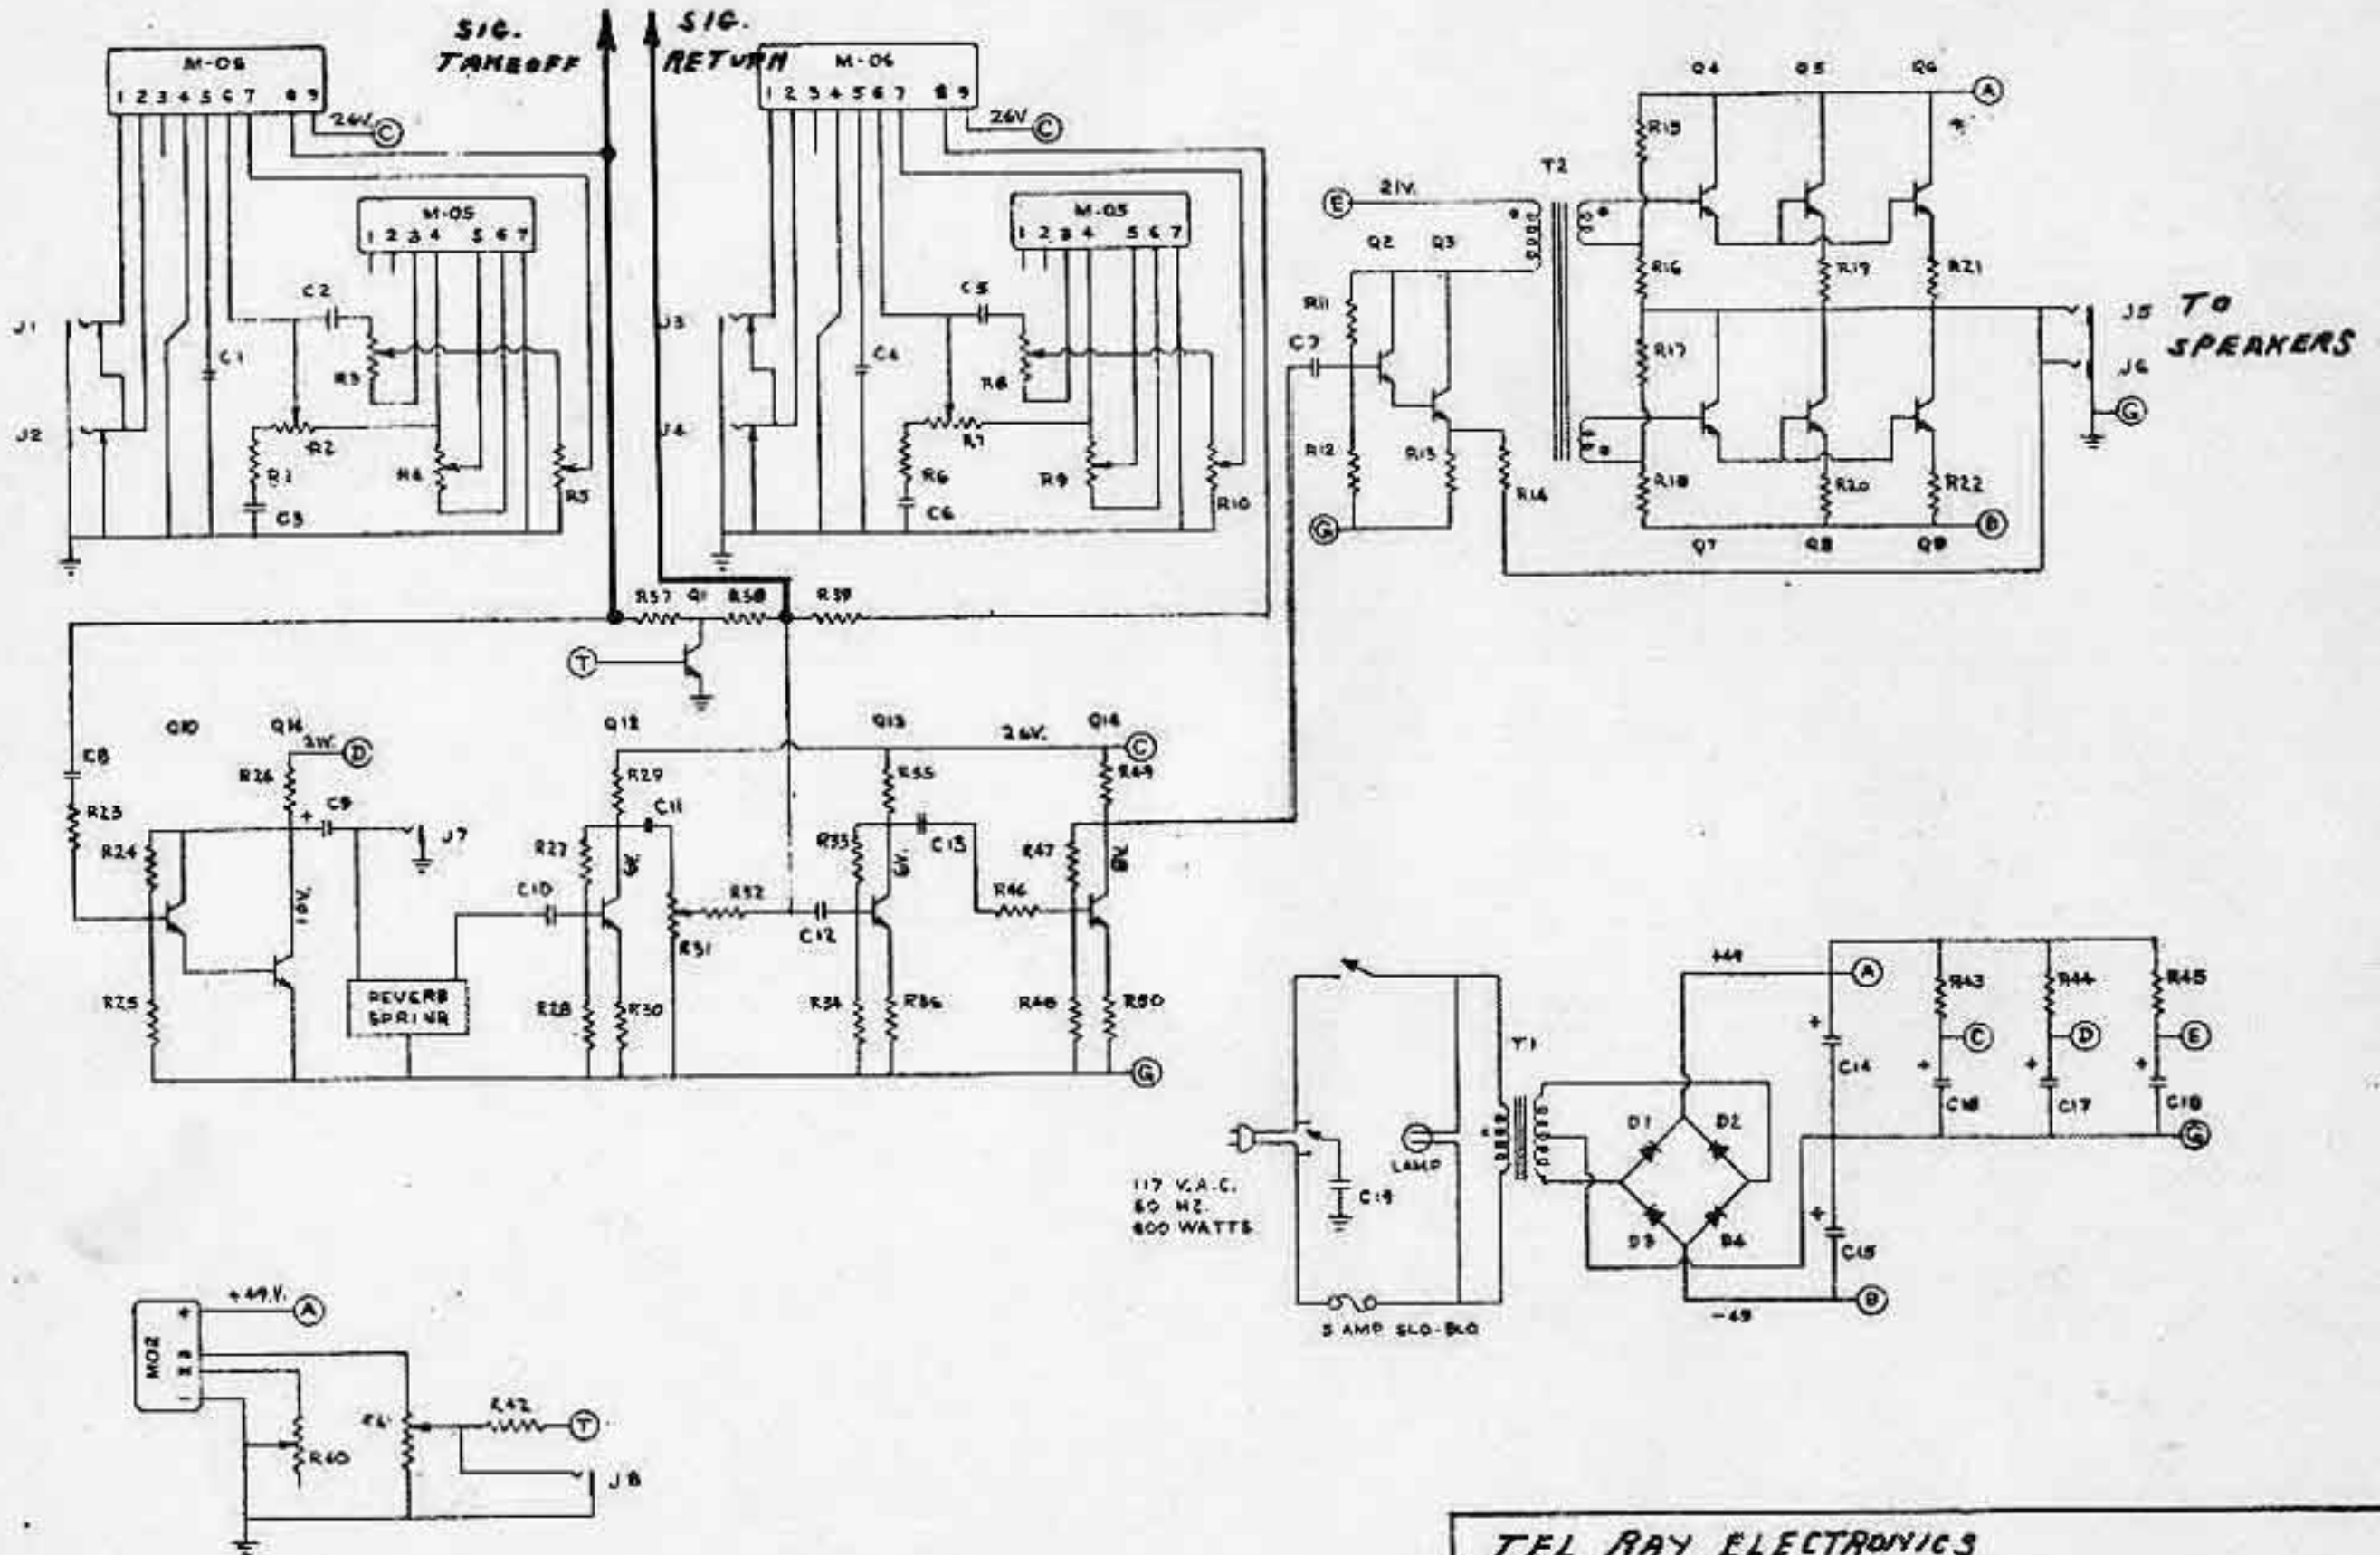 SIG.
TAKEOFF
SIG.
RETURN
M-06
1 2 3 4 5 6 7 8 9
26V. C
M-06
1 2 3 4 5 6 7 8 9
26V C
M-05
1 2 3 4 5 6 7
M-05
1 2 3 4 5 6 7
J1
J2
C1
C2
R3
R2
R1
C3
R4
R5
J3
J4
C4
C5
R8
R7
R6
C6
R9
R10
E 21V.
T2
Q2 Q3
R11
C7
R12
R13
R14
G
Q4 Q5 Q6
A
R15
R16
R19
R21
R17
R18
R20
R22
B
Q7 Q8 Q9
J5
J6
G
TO
SPEAKERS
R37 Q1 R38 R39
T
C8
R23
Q10
21V. D
R26
C9
R24
J7
10V.
R25
REVERB
SPRING
Q12
R29
C11
R27
6V.
C10
R28
R30
R31
R32
C12
Q13
R35
R33
C13
6V.
R34
R36
26V. C
Q14
R49
R47
R46
R48
R50
G
117 V.A.C.
60 HZ.
600 WATTS
C19
LAMP
5 AMP SLO-BLO
T1
D1
D2
D3
D4
+49 A
-49 B
C14
C15
R43
R44
R45
C
D
E
C16
C17
C18
G
M02
+49.V. A
R40
R42
T
J8
TEL RAY ELECTRONICS